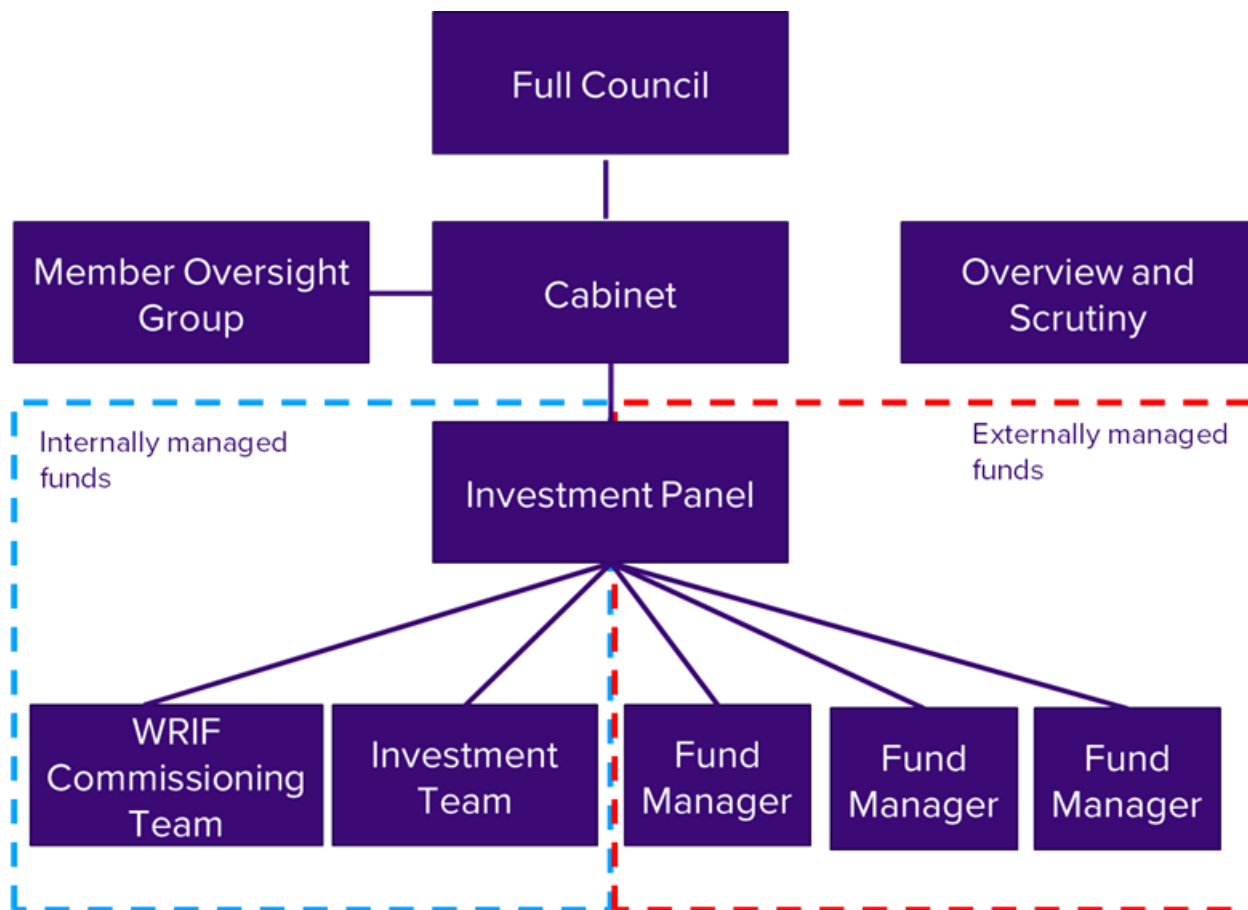 Full Council
Member Oversight
Group
Cabinet
Overview and
Scrutiny
Internally managed
funds
Externally managed
funds
Investment Panel
WRIF
Commissioning
Team
Investment
Team
Fund
Manager
Fund
Manager
Fund
Manager